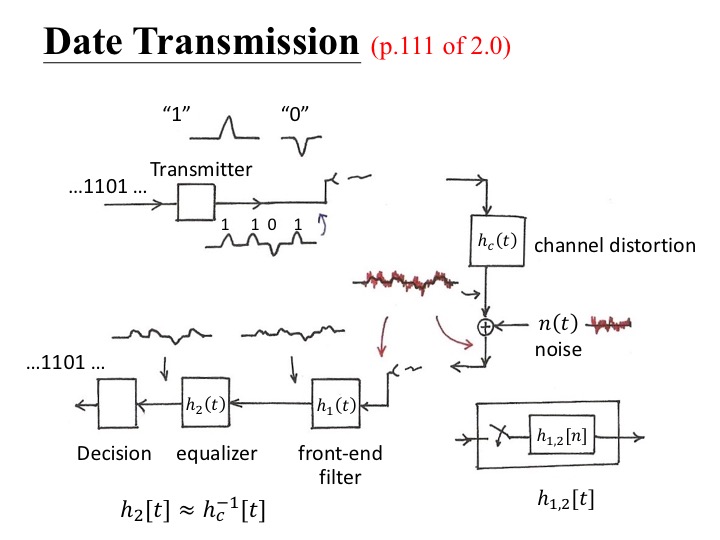 Date Transmission (p.111 of 2.0)
“1” “0”
Transmitter
…1101 …
1 1 0 1
h_c(t)
channel distortion
n(t)
noise
…1101 …
h_2(t)
h_1(t)
Decision equalizer front-end
filter
h_{1,2}[n]
h_2[t] ≈ h_c^{-1}[t]
h_{1,2}[t]